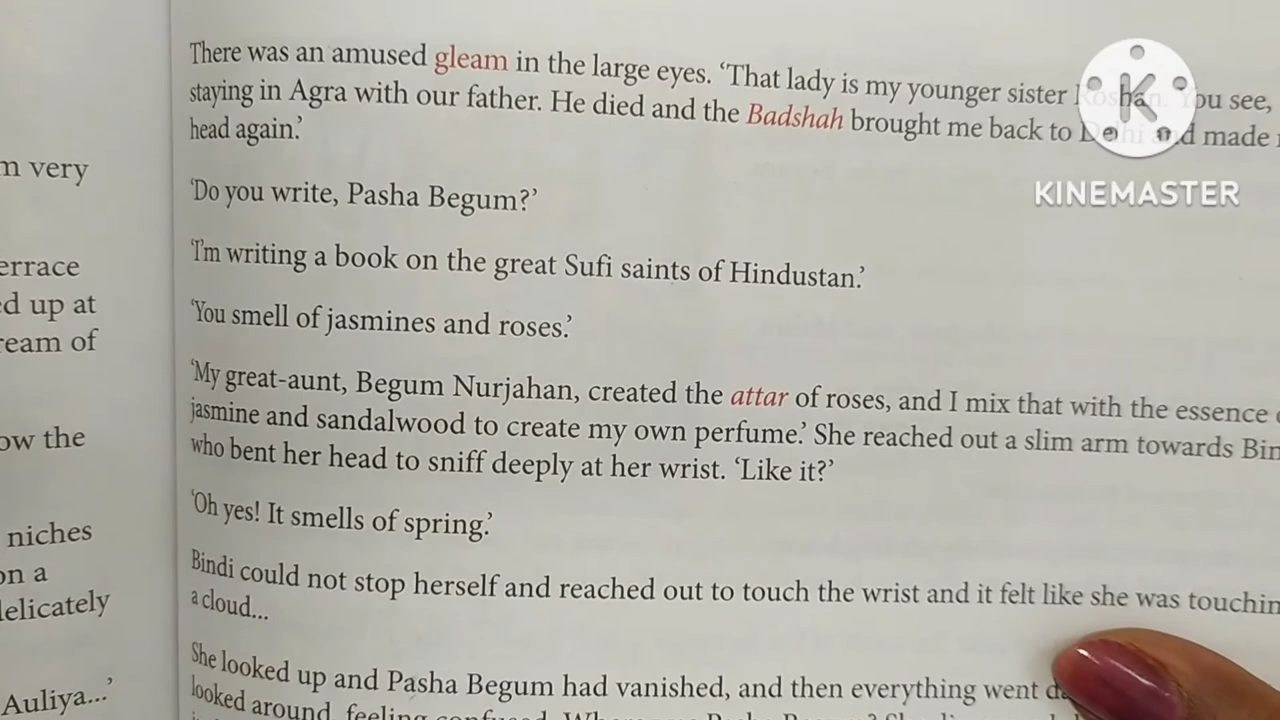 m very
errace
ed up at
ream of
ow the
niches
on a
delicately
Auliya...’
There was an amused gleam in the large eyes. ‘That lady is my younger sister Roshan. You see,
staying in Agra with our father. He died and the Badshah brought me back to Delhi and made
head again.’
‘Do you write, Pasha Begum?’
‘I’m writing a book on the great Sufi saints of Hindustan.’
‘You smell of jasmines and roses.’
‘My great-aunt, Begum Nurjahan, created the attar of roses, and I mix that with the essence
jasmine and sandalwood to create my own perfume.’ She reached out a slim arm towards Bin
who bent her head to sniff deeply at her wrist. ‘Like it?’
‘Oh yes! It smells of spring.’
Bindi could not stop herself and reached out to touch the wrist and it felt like she was touchin
a cloud...
She looked up and Pasha Begum had vanished, and then everything went
looked around, feeling confused.
K
KINEMASTER